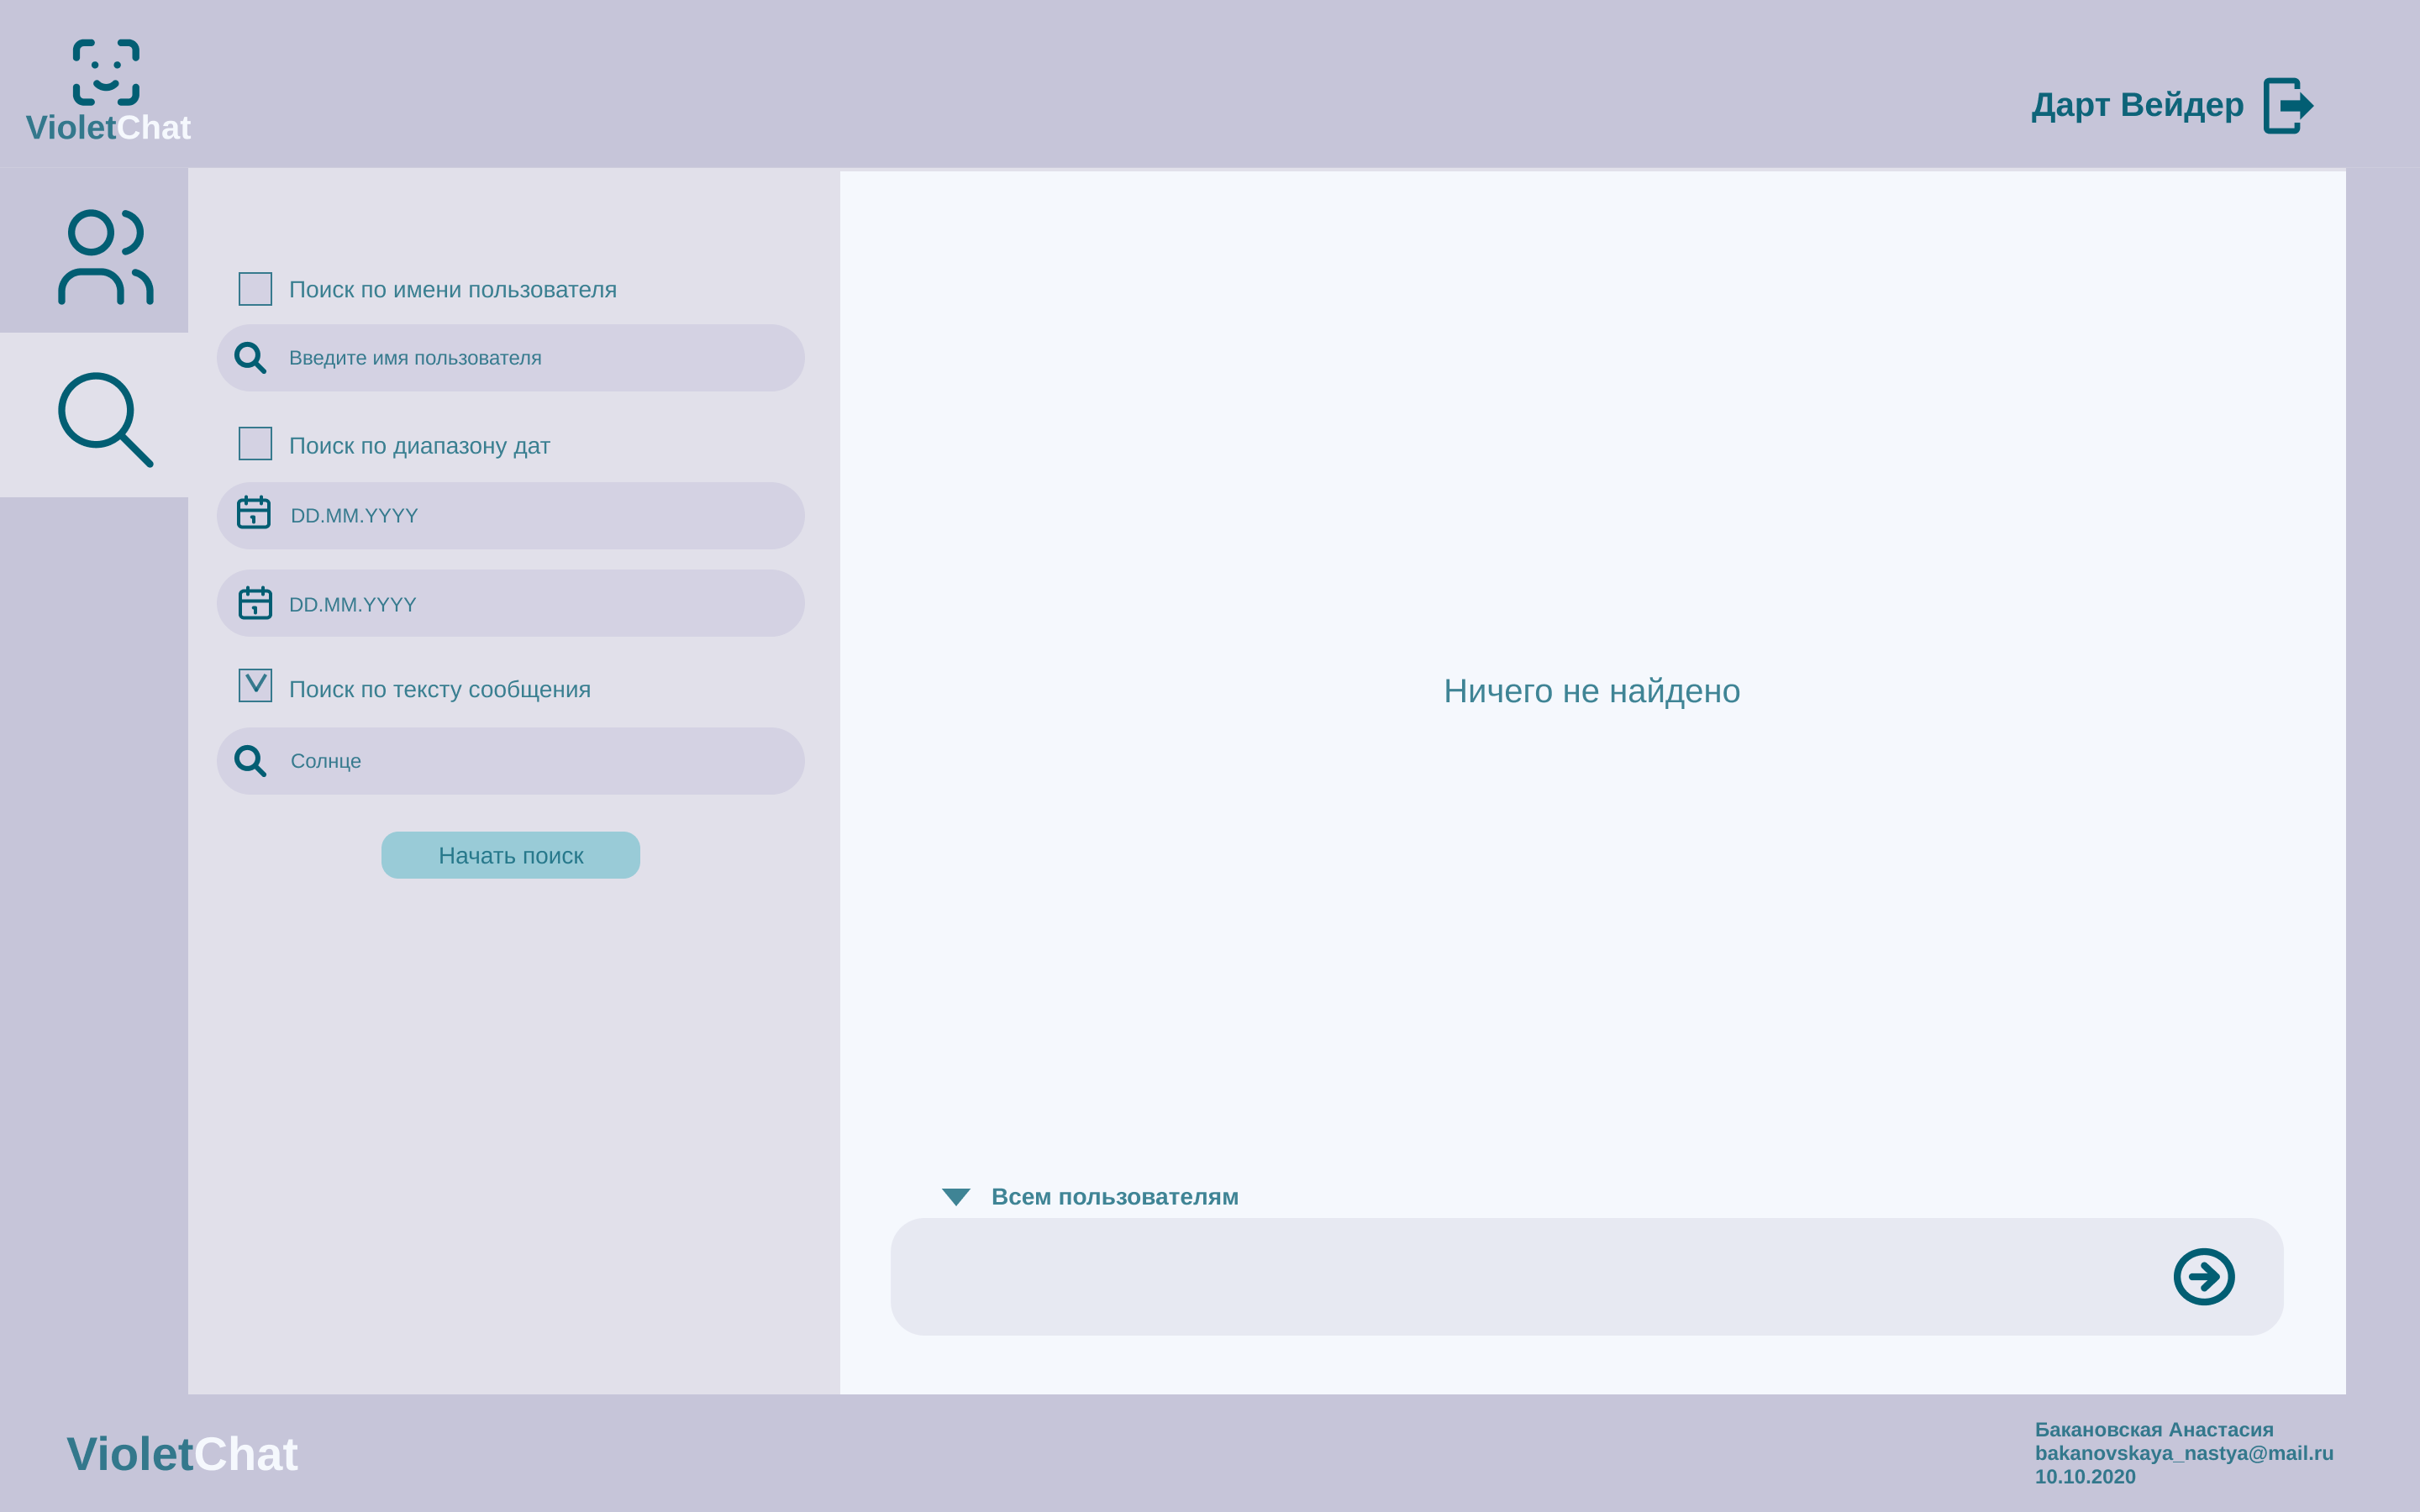 VioletChat
Дарт Вейдер
Поиск по имени пользователя
Введите имя пользователя
Поиск по диапазону дат
DD.MM.YYYY
DD.MM.YYYY
Поиск по тексту сообщения
Солнце
Начать поиск
Ничего не найдено
Всем пользователям
VioletChat
Бакановская Анастасия
bakanovskaya_nastya@mail.ru
10.10.2020